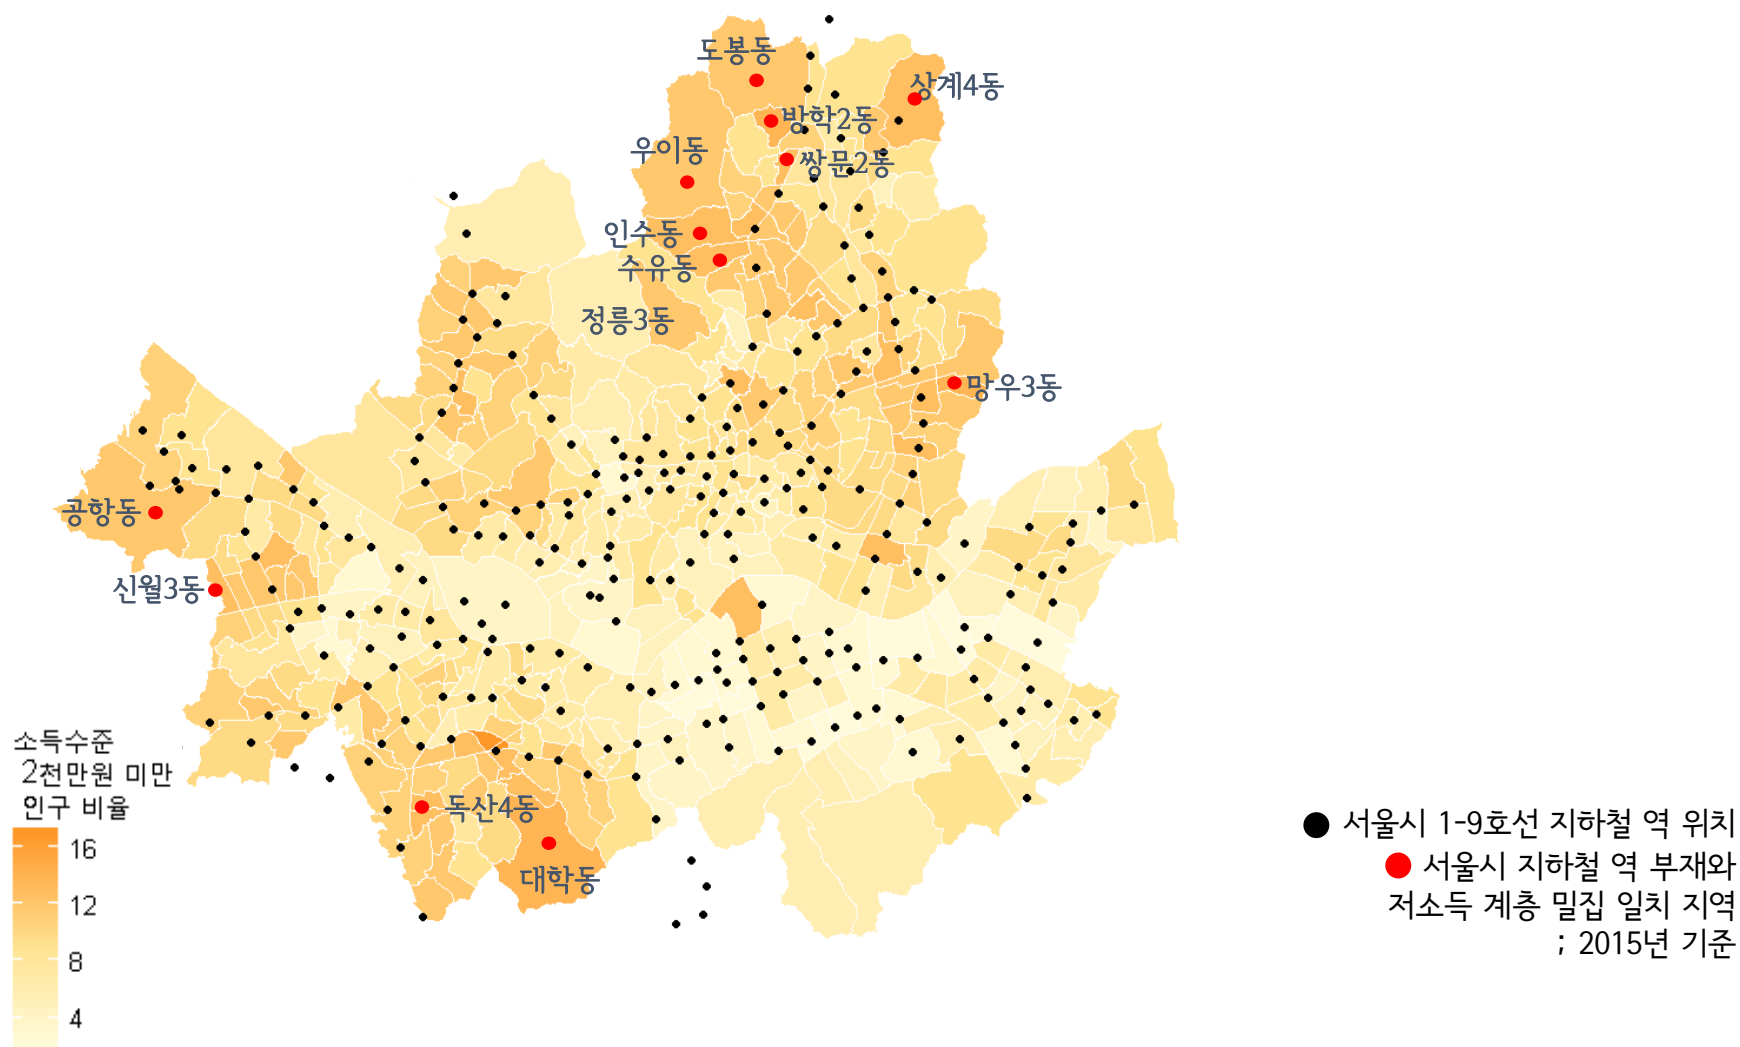 도봉동
상계4동
방학2동
우이동
쌍문2동
인수동
수유동
정릉3동
망우3동
공항동
신월3동
소득수준
2천만원 미만
인구 비율
16
12
8
4
독산4동
대학동
서울시 1-9호선 지하철 역 위치
서울시 지하철 역 부재와
저소득 계층 밀집 일치 지역
; 2015년 기준